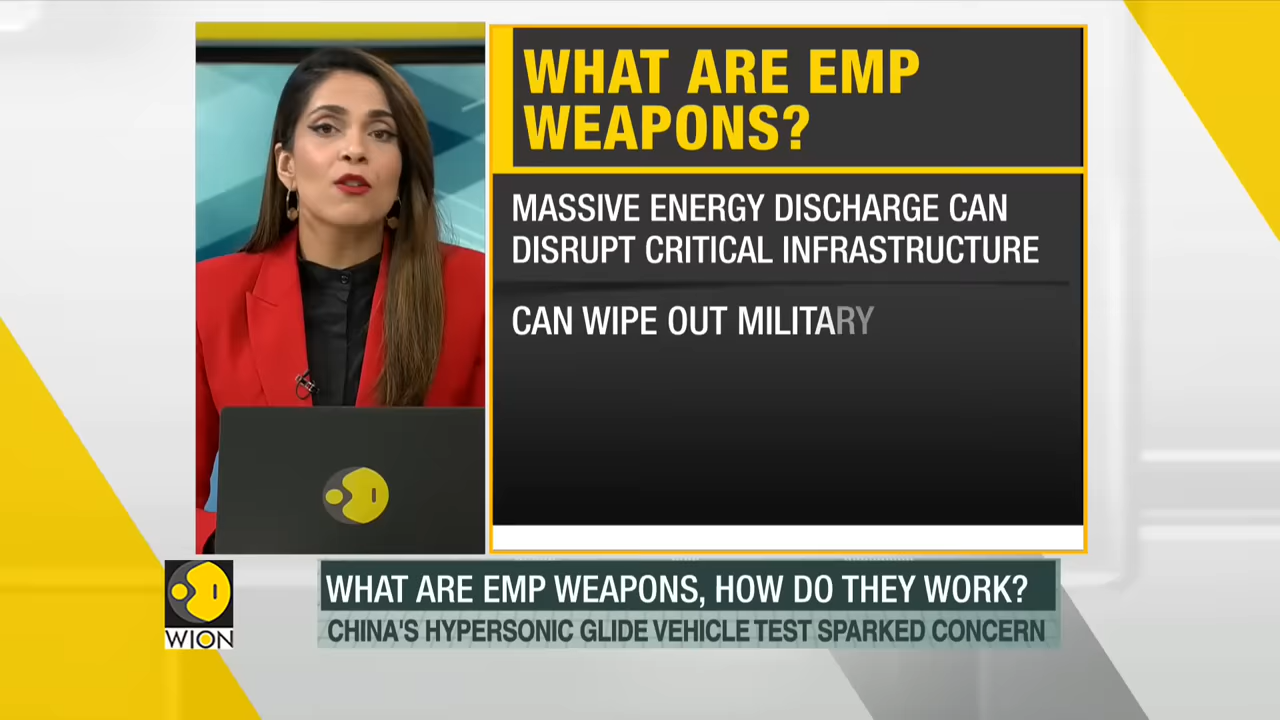 WHAT ARE EMP
WEAPONS?
MASSIVE ENERGY DISCHARGE CAN
DISRUPT CRITICAL INFRASTRUCTURE
CAN WIPE OUT MILITARY
WHAT ARE EMP WEAPONS, HOW DO THEY WORK?
CHINA'S HYPERSONIC GLIDE VEHICLE TEST SPARKED CONCERN
WION